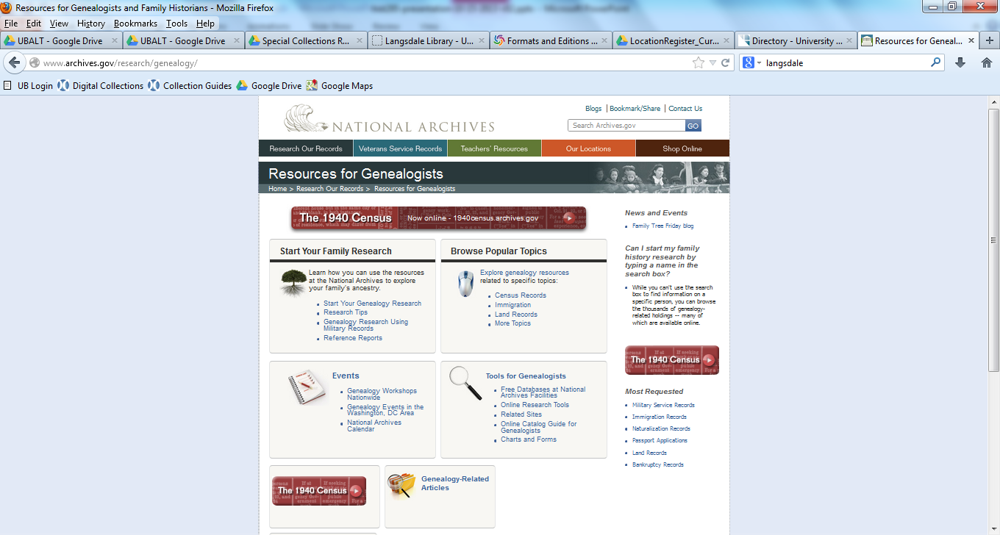 Resources for Genealogists and Family Historians - Mozilla Firefox
File Edit View History Bookmarks Tools Help
UBALT - Google Drive
UBALT - Google Drive
Special Collections R...
Langsdale Library - U...
Formats and Editions ...
LocationRegister_Cur...
Directory - University ...
Resources for Geneal...
www.archives.gov/research/genealogy/
langsdale
UB Login Digital Collections Collection Guides Google Drive Google Maps
Blogs | Bookmark/Share | Contact Us
NATIONAL ARCHIVES
Search Archives.gov GO
Research Our Records Veterans Service Records Teachers' Resources Our Locations Shop Online
Resources for Genealogists
Home > Research Our Records > Resources for Genealogists
The 1940 Census Now online - 1940census.archives.gov
Start Your Family Research
Learn how you can use the resources
at the National Archives to explore
your family's ancestry.
Start Your Genealogy Research
Research Tips
Genealogy Research Using
Military Records
Reference Reports
Browse Popular Topics
Explore genealogy resources
related to specific topics:
Census Records
Immigration
Land Records
More Topics
Events
Genealogy Workshops
Nationwide
Genealogy Events in the
Washington, DC Area
National Archives
Calendar
Tools for Genealogists
Free Databases at National
Archives Facilities
Online Research Tools
Related Sites
Online Catalog Guide for
Genealogists
Charts and Forms
The 1940 Census
Genealogy-Related
Articles
News and Events
Family Tree Friday blog
Can I start my family
history research by
typing a name in the
search box?
While you can't use the search
box to find information on a
specific person, you can browse
the thousands of genealogy-
related holdings -- many of
which are available online.
The 1940 Census
Most Requested
Military Service Records
Immigration Records
Naturalization Records
Passport Applications
Land Records
Bankruptcy Records